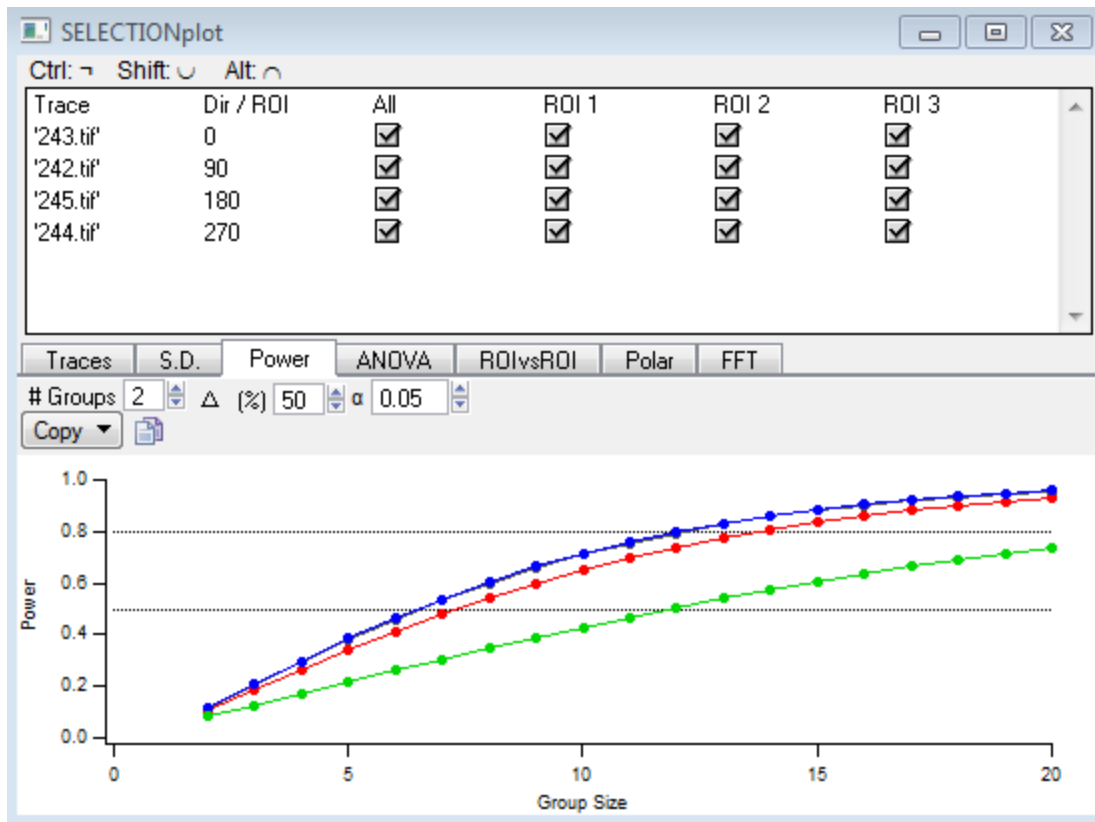 SELECTIONplot
Ctrl: ¬ Shift: ◡ Alt: ◠
Trace Dir / ROI All ROI 1 ROI 2 ROI 3
'243.tif' 0
'242.tif' 90
'245.tif' 180
'244.tif' 270
Traces S.D. Power ANOVA ROIvsROI Polar FFT
# Groups 2 Δ (%) 50 α 0.05
Copy
1.0
0.8
0.6
0.4
0.2
0.0
Power
0 5 10 15 20
Group Size